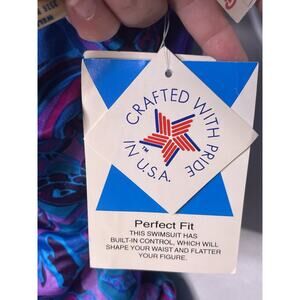 CRAFTED WITH PRIDE
IN U.S.A.
™
Perfect Fit
THIS SWIMSUIT HAS
BUILT-IN CONTROL, WHICH WILL
SHAPE YOUR WAIST AND FLATTER
YOUR FIGURE.